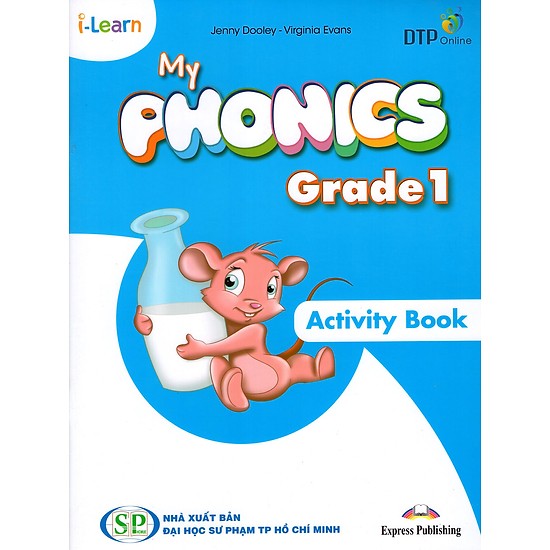 i-Learn
Jenny Dooley - Virginia Evans
DTP Online
My
PHONICS
Grade 1
Activity Book
SP
NHÀ XUẤT BẢN
ĐẠI HỌC SƯ PHẠM TP HỒ CHÍ MINH
Express Publishing